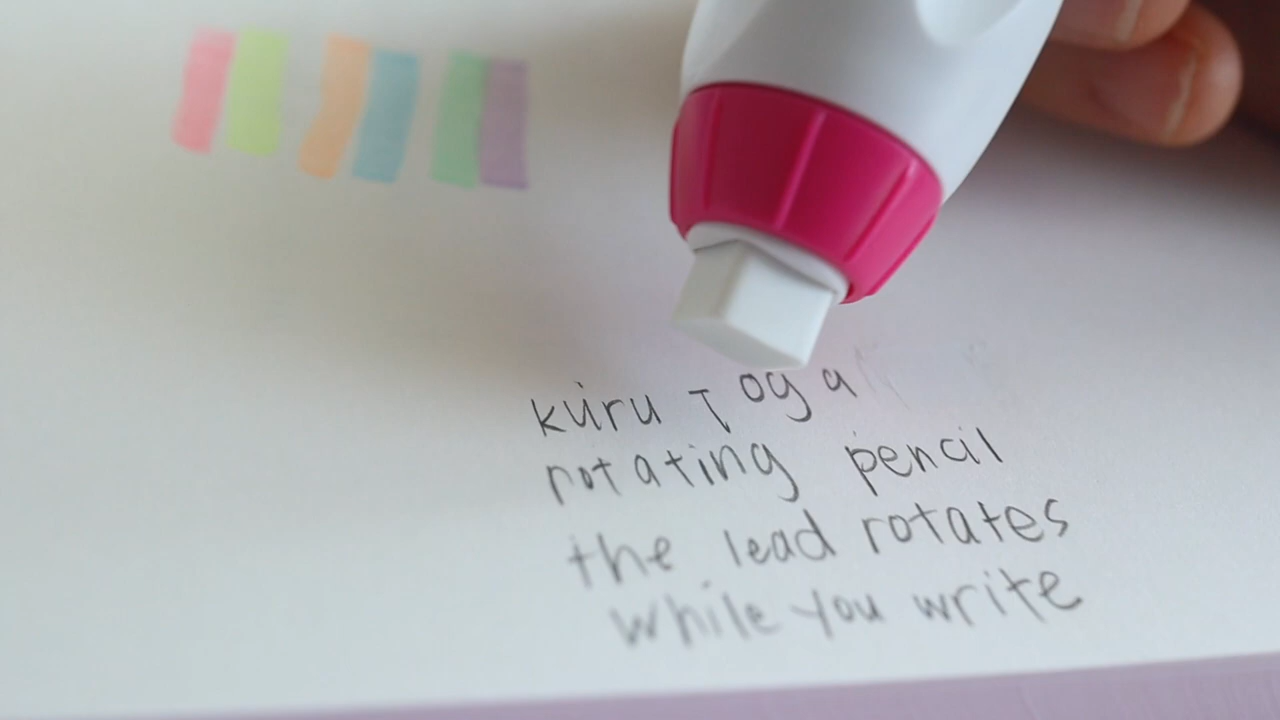 kuru Toga
rotating pencil
the lead rotates
while you write